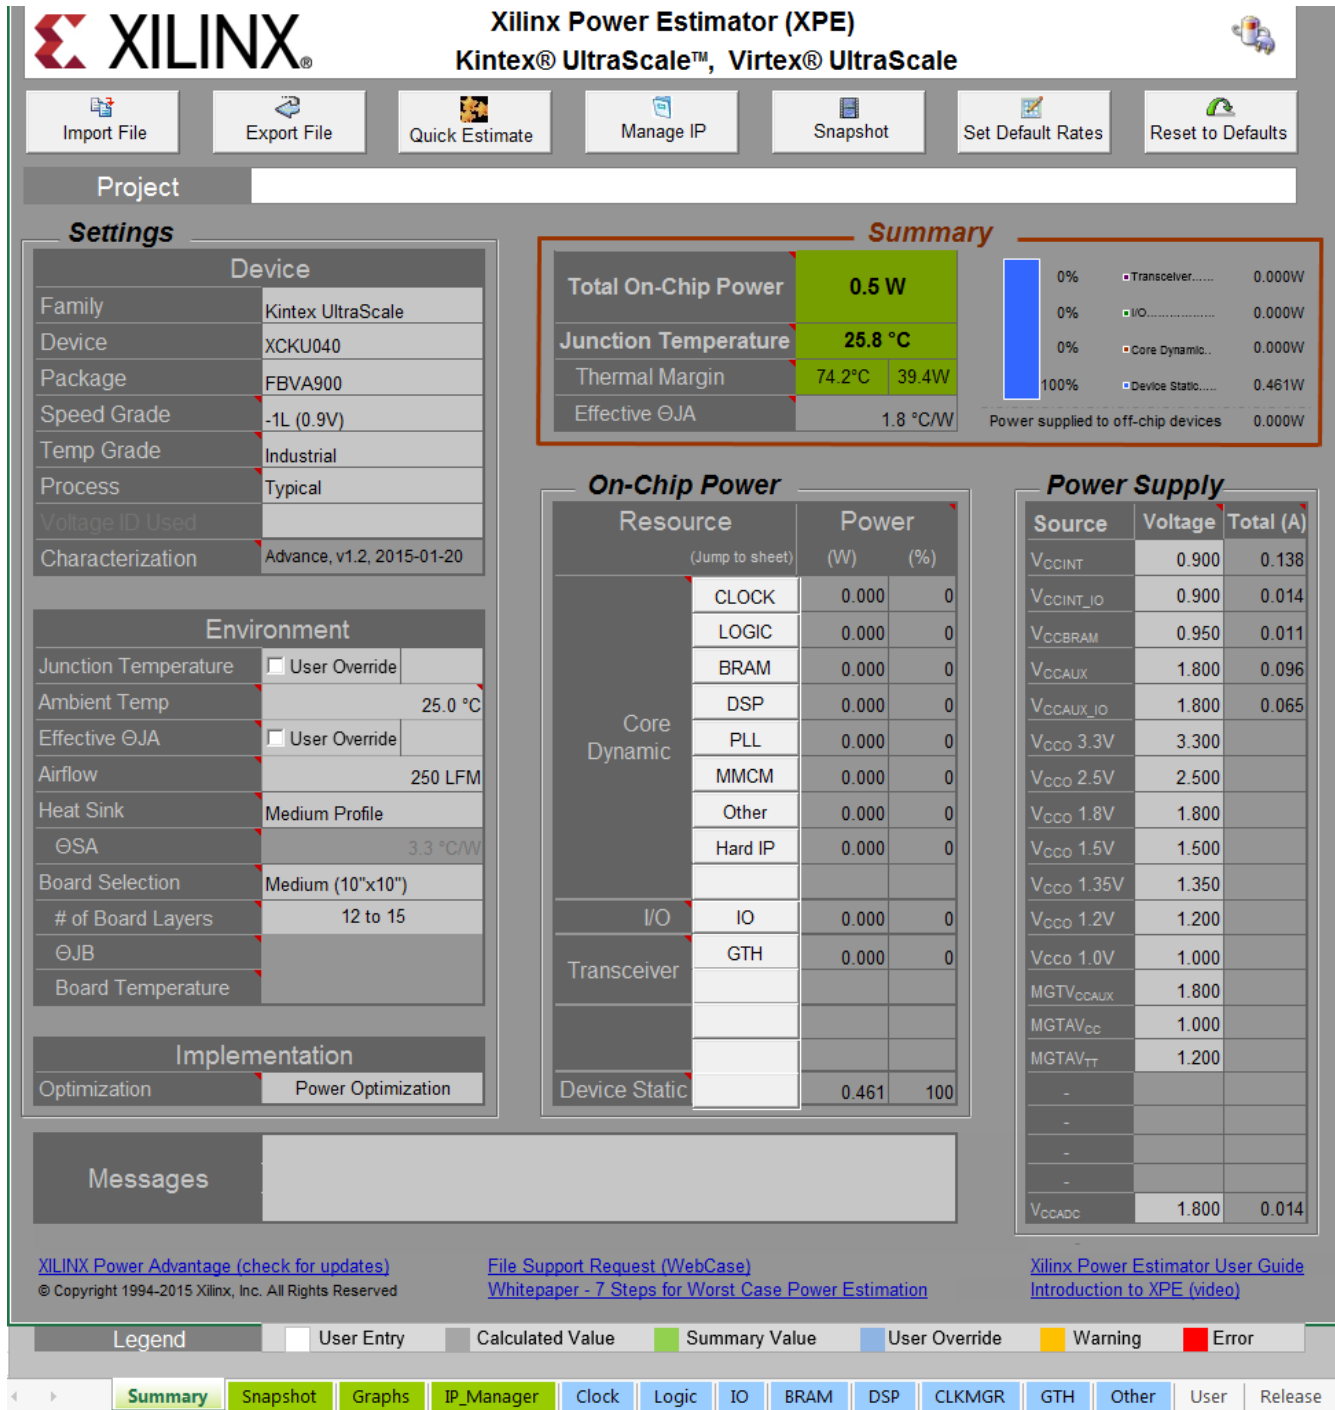 XILINX®
Xilinx Power Estimator (XPE)
Kintex® UltraScale™, Virtex® UltraScale
Import File
Export File
Quick Estimate
Manage IP
Snapshot
Set Default Rates
Reset to Defaults
Project
Settings
Device
Family Kintex UltraScale
Device XCKU040
Package FBVA900
Speed Grade -1L (0.9V)
Temp Grade Industrial
Process Typical
Voltage ID Used
Characterization Advance, v1.2, 2015-01-20
Environment
Junction Temperature User Override
Ambient Temp 25.0 °C
Effective ΘJA User Override
Airflow 250 LFM
Heat Sink Medium Profile
ΘSA 3.3 °C/W
Board Selection Medium (10"x10")
# of Board Layers 12 to 15
ΘJB
Board Temperature
Implementation
Optimization Power Optimization
Summary
Total On-Chip Power 0.5 W
Junction Temperature 25.8 °C
Thermal Margin 74.2°C 39.4W
Effective ΘJA 1.8 °C/W
0% Transceiver...... 0.000W
0% I/O.................. 0.000W
0% Core Dynamic.. 0.000W
100% Device Static..... 0.461W
Power supplied to off-chip devices 0.000W
On-Chip Power
Resource Power
(Jump to sheet) (W) (%)
Core Dynamic
CLOCK 0.000 0
LOGIC 0.000 0
BRAM 0.000 0
DSP 0.000 0
PLL 0.000 0
MMCM 0.000 0
Other 0.000 0
Hard IP 0.000 0
I/O IO 0.000 0
Transceiver GTH 0.000 0
Device Static 0.461 100
Power Supply
Source Voltage Total (A)
VCCINT 0.900 0.138
VCCINT_IO 0.900 0.014
VCCBRAM 0.950 0.011
VCCAUX 1.800 0.096
VCCAUX_IO 1.800 0.065
VCCO 3.3V 3.300
VCCO 2.5V 2.500
VCCO 1.8V 1.800
VCCO 1.5V 1.500
VCCO 1.35V 1.350
VCCO 1.2V 1.200
Vcco 1.0V 1.000
MGTVCCAUX 1.800
MGTAVCC 1.000
MGTAVTT 1.200
-
-
-
-
VCCADC 1.800 0.014
-
Messages
XILINX Power Advantage (check for updates)
© Copyright 1994-2015 Xilinx, Inc. All Rights Reserved
File Support Request (WebCase)
Whitepaper - 7 Steps for Worst Case Power Estimation
Xilinx Power Estimator User Guide
Introduction to XPE (video)
Legend User Entry Calculated Value Summary Value User Override Warning Error
Summary Snapshot Graphs IP_Manager Clock Logic IO BRAM DSP CLKMGR GTH Other User Release